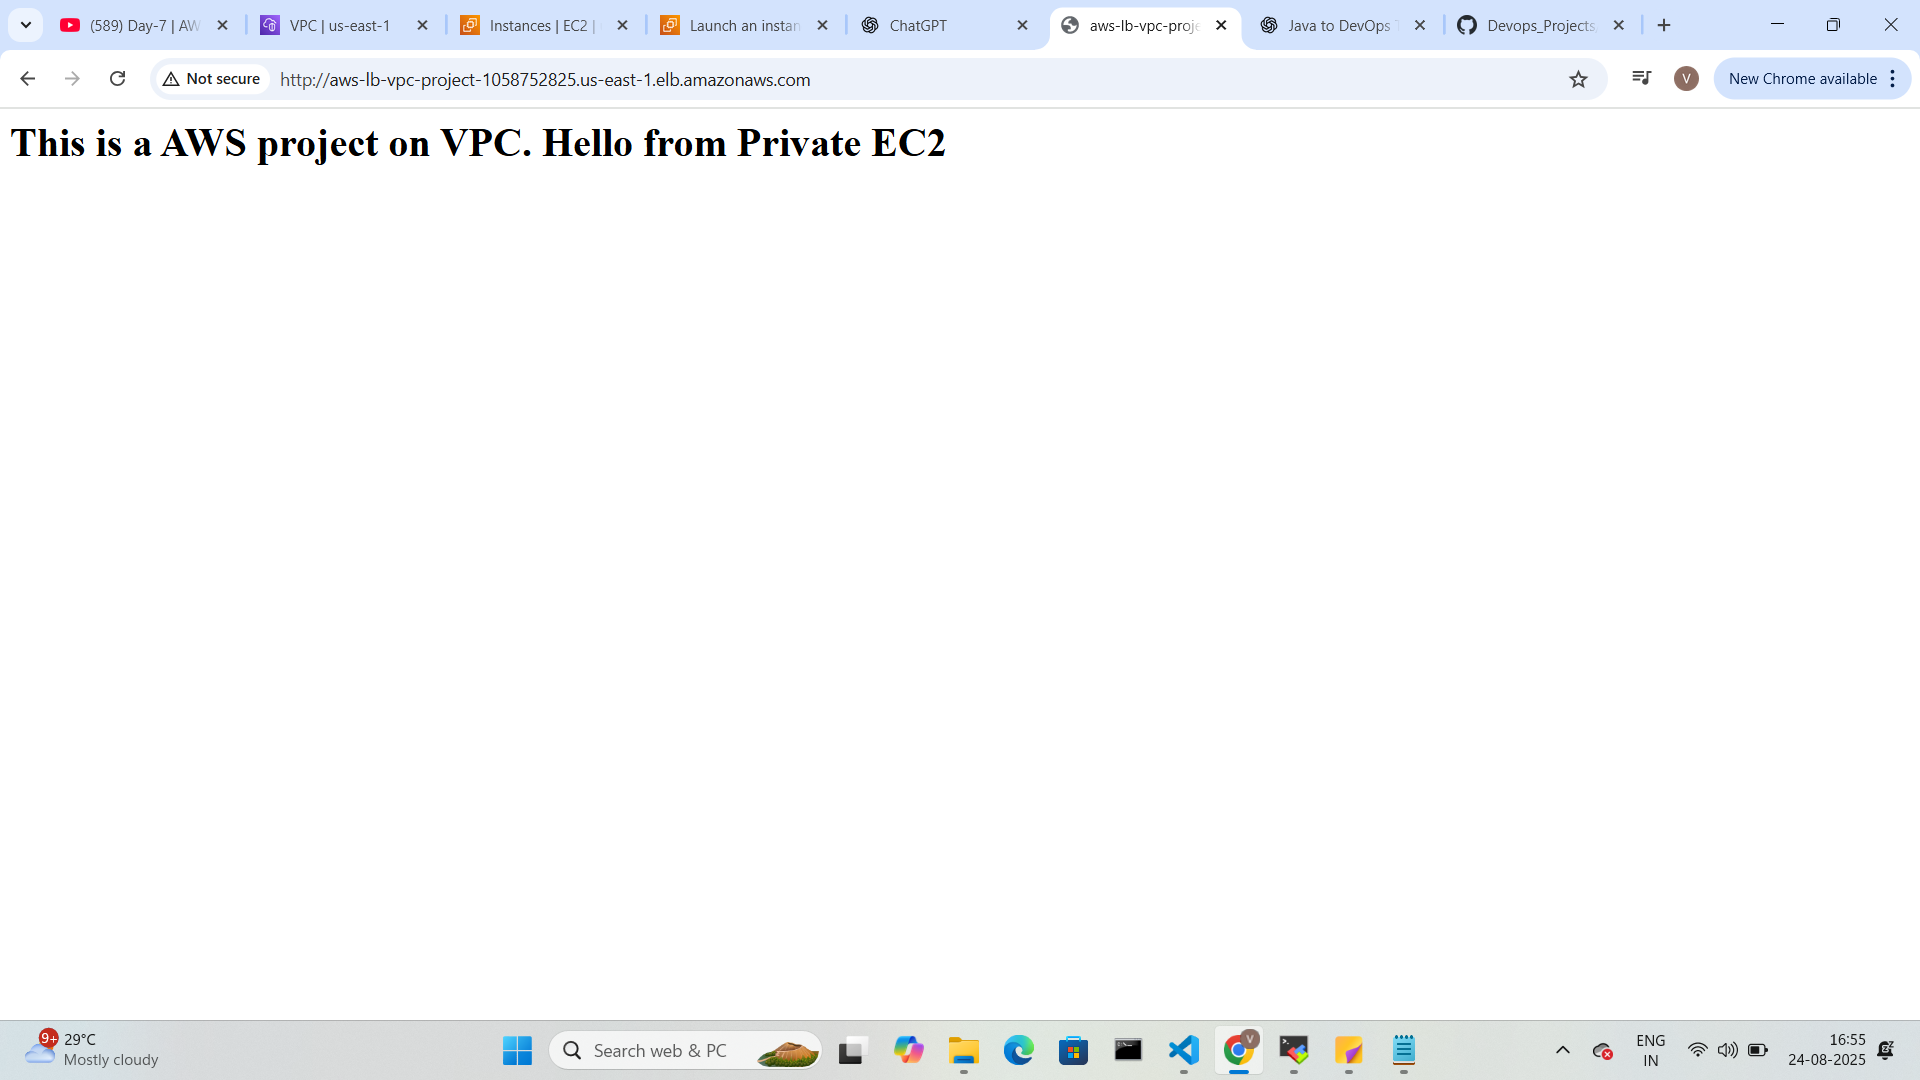 (589) Day-7 | AW
VPC | us-east-1
Instances | EC2 |
Launch an instan
ChatGPT
aws-lb-vpc-proje
Java to DevOps T
Devops_Projects
Not secure
http://aws-lb-vpc-project-1058752825.us-east-1.elb.amazonaws.com
V
New Chrome available
This is a AWS project on VPC. Hello from Private EC2
9+
29°C
Mostly cloudy
Search web & PC
V
ENG
IN
16:55
24-08-2025